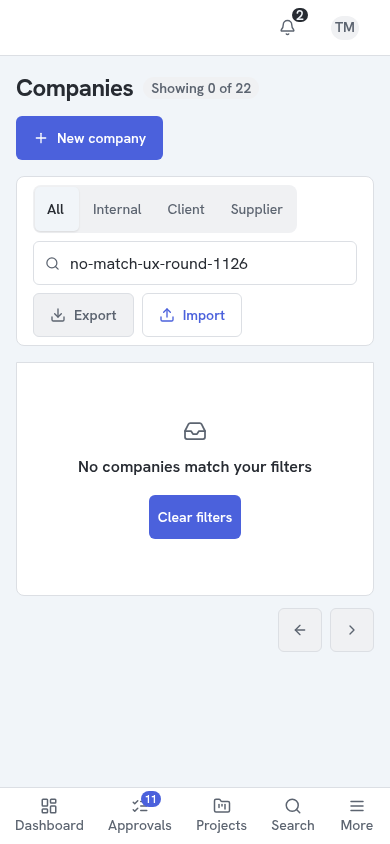 2
TM
Companies Showing 0 of 22
New company
All Internal Client Supplier
no-match-ux-round-1126
Export Import
No companies match your filters
Clear filters
11
Dashboard Approvals Projects Search More